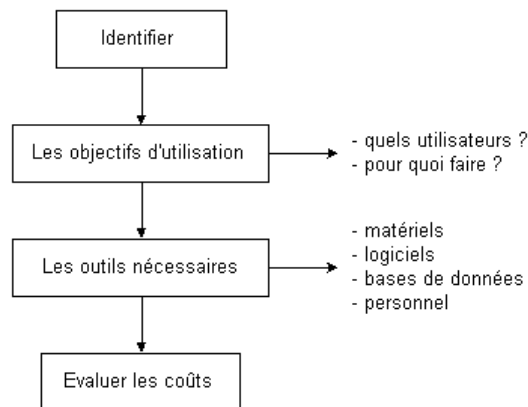 Identifier
Les objectifs d'utilisation
- quels utilisateurs ?
- pour quoi faire ?
Les outils nécessaires
- matériels
- logiciels
- bases de données
- personnel
Evaluer les coûts